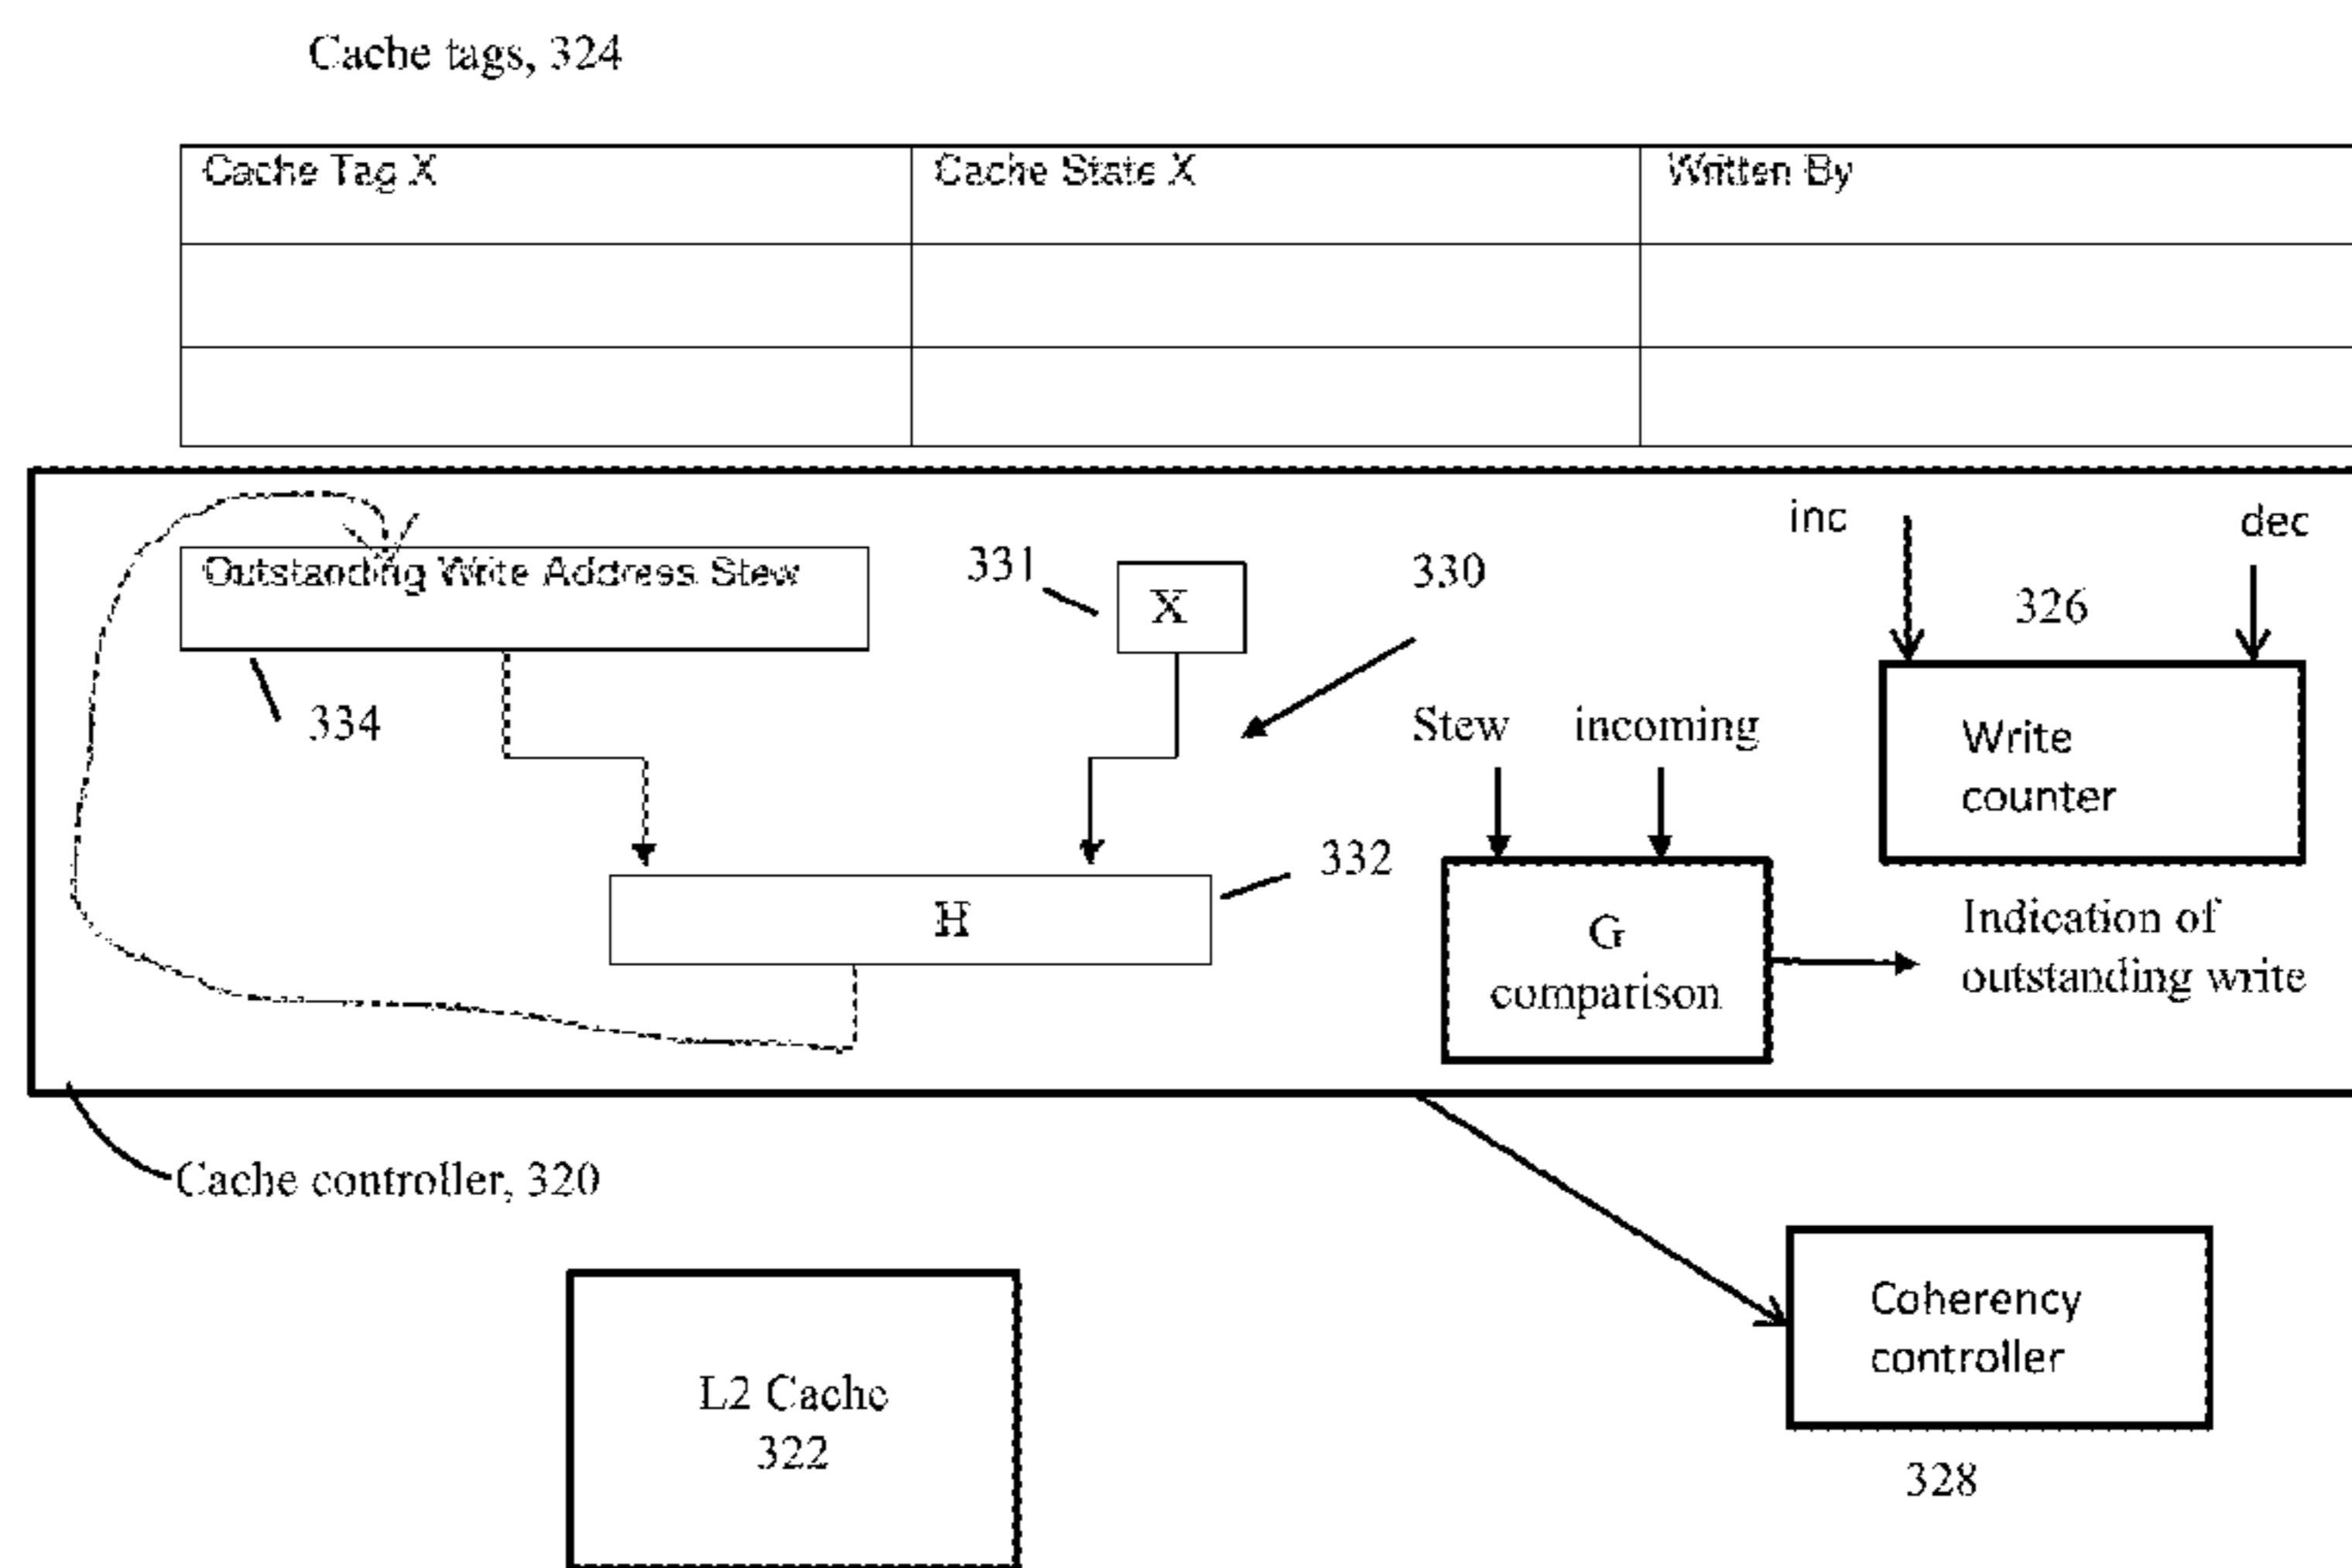 Cache tags, 324
Cache Tag X
Cache State X
Written By
inc
dec
Outstanding Write Address Stew
331
X
330
326
334
Stew
incoming
Write
counter
332
H
G
comparison
Indication of
outstanding write
Cache controller, 320
Coherency
controller
L2 Cache
322
328